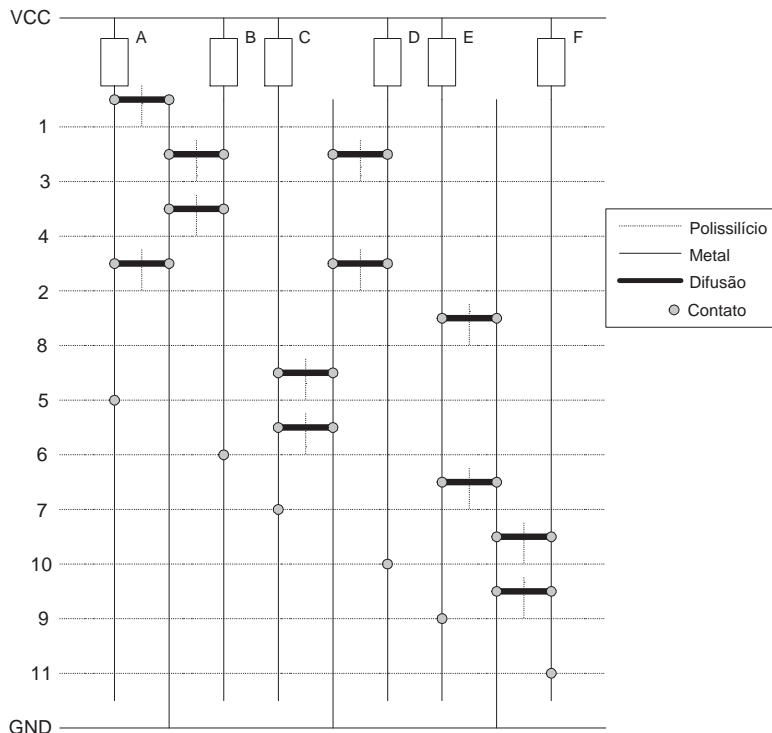 VCC
A B C D E F
1
3
4
2
8
5
6
7
10
9
11
GND
Polissilício
Metal
Difusão
Contato